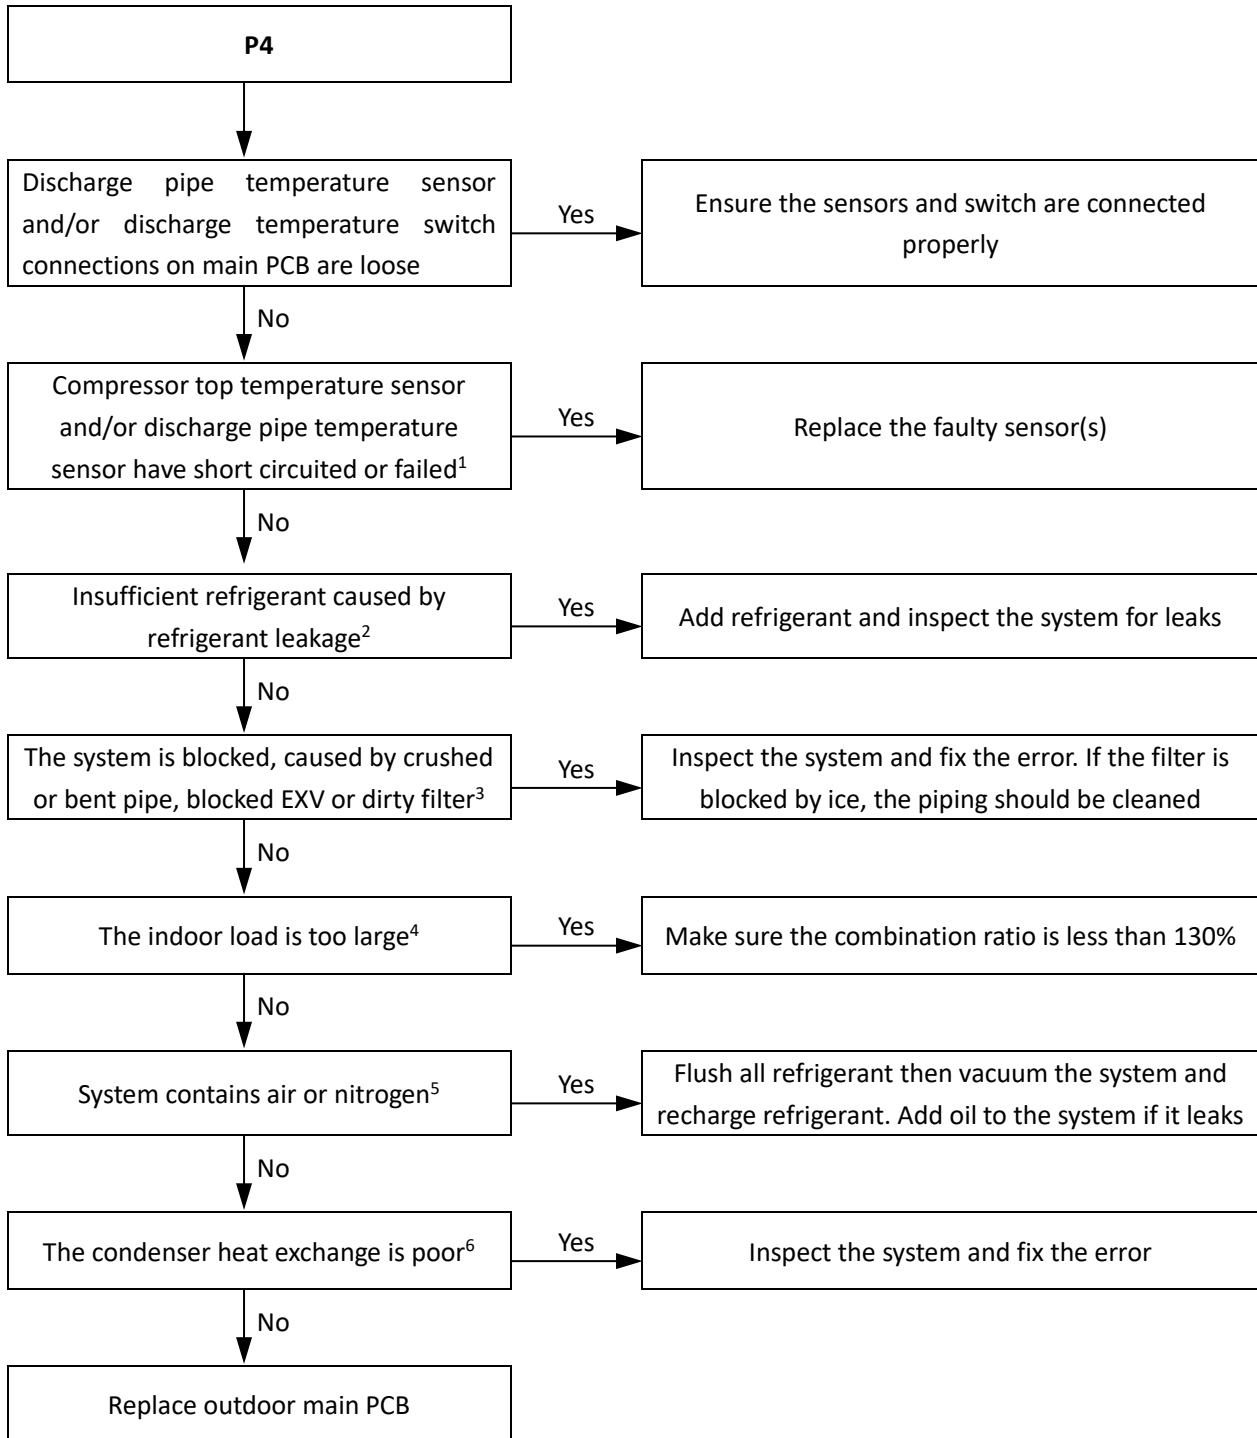 P4
Discharge pipe temperature sensor
and/or discharge temperature switch
connections on main PCB are loose
Yes
Ensure the sensors and switch are connected
properly
No
Compressor top temperature sensor
and/or discharge pipe temperature
sensor have short circuited or failed¹
Yes
Replace the faulty sensor(s)
No
Insufficient refrigerant caused by
refrigerant leakage²
Yes
Add refrigerant and inspect the system for leaks
No
The system is blocked, caused by crushed
or bent pipe, blocked EXV or dirty filter³
Yes
Inspect the system and fix the error. If the filter is
blocked by ice, the piping should be cleaned
No
The indoor load is too large⁴
Yes
Make sure the combination ratio is less than 130%
No
System contains air or nitrogen⁵
Yes
Flush all refrigerant then vacuum the system and
recharge refrigerant. Add oil to the system if it leaks
No
The condenser heat exchange is poor⁶
Yes
Inspect the system and fix the error
No
Replace outdoor main PCB